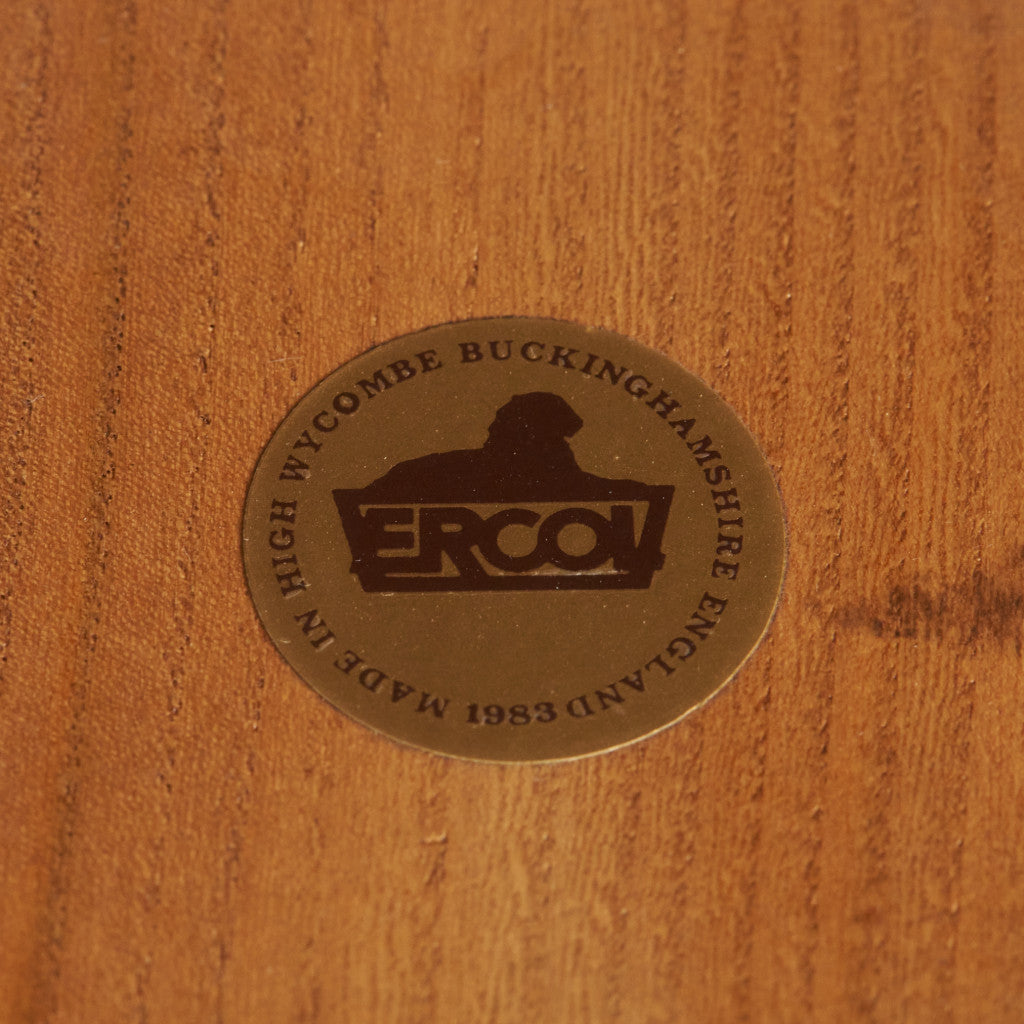 MADE IN HIGH WYCOMBE BUCKINGHAMSHIRE ENGLAND
ERCOL
1983